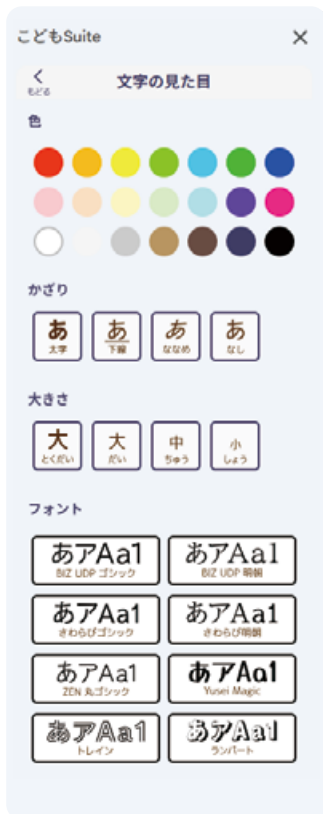 こどもSuite
もどる
文字の見た目
色
かざり
あ あ あ あ
太字 下線 ななめ なし
大きさ
大 大 中 小
とくだい だい ちゅう しょう
フォント
あアAa1 あアAa1
BIZ UDP ゴシック BIZ UDP 明朝
あアAa1 あアAa1
さわらびゴシック さわらび明朝
あアAa1 あアAa1
ZEN 丸ゴシック Yusei Magic
あアAa1 あアAa1
トレイン ランパート